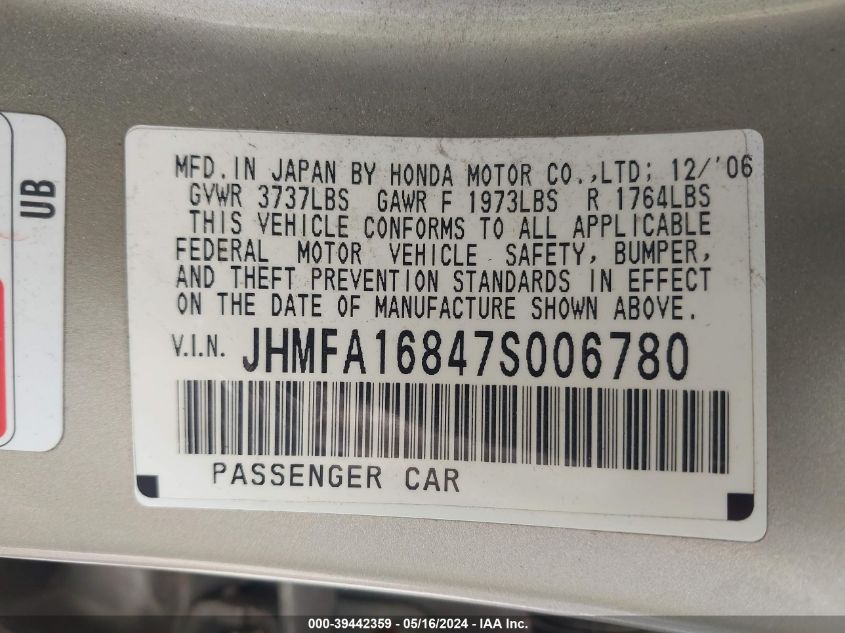 UB
MFD.IN JAPAN BY HONDA MOTOR CO.,LTD; 12/'06
GVWR 3737LBS GAWR F 1973LBS R 1764LBS
THIS VEHICLE CONFORMS TO ALL APPLICABLE
FEDERAL MOTOR VEHICLE SAFETY, BUMPER,
AND THEFT PREVENTION STANDARDS IN EFFECT
ON THE DATE OF MANUFACTURE SHOWN ABOVE.
V.I.N. JHMFA16847S006780
PASSENGER CAR
000-39442359 - 05/16/2024 - IAA Inc.